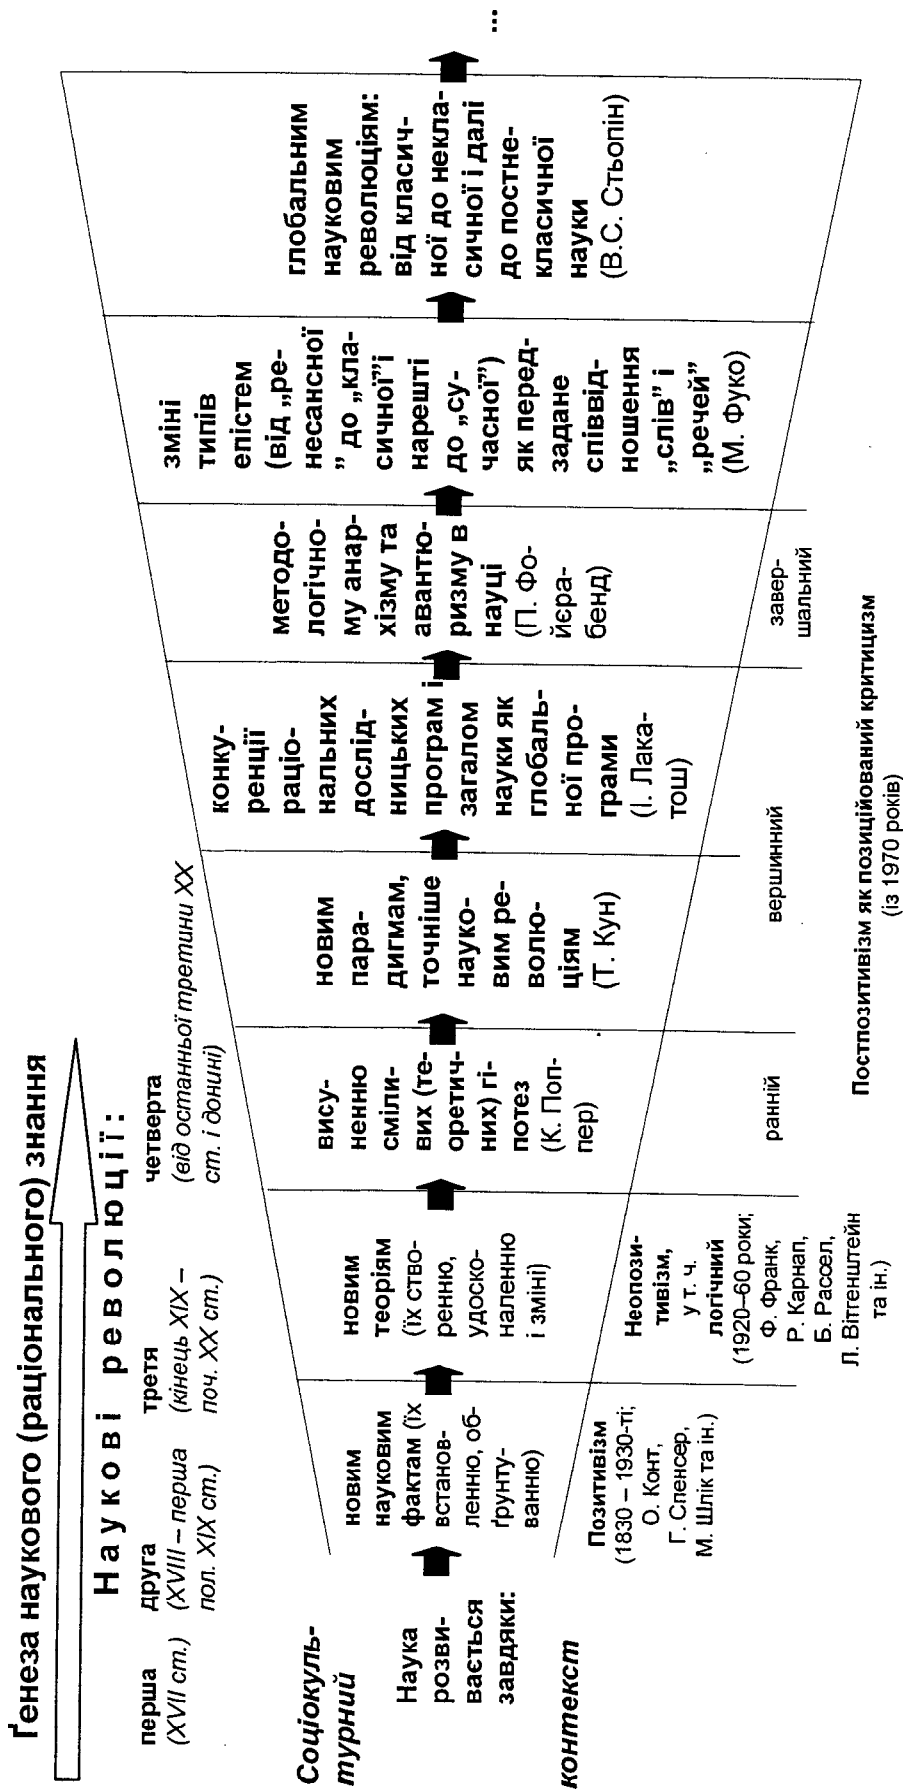 Ґенеза наукового (раціонального) знання
Наукові революції:
перша
(XVII ст.)
друга
(XVIII – перша
пол. XIX ст.)
третя
(кінець XIX –
поч. XX ст.)
четверта
(від останньої третини XX
ст. і донині)
Соціокуль-
турний
Наука
розви-
вається
завдяки:
контекст
новим
науковим
фактам (їх
встанов-
ленню, об-
ґрунту-
ванню)
новим
теоріям
(їх ство-
ренню,
удоско-
наленню
і зміні)
вису-
ненню
сміли-
вих (те-
оретич-
них) гі-
потез
(К. Поп-
пер)
новим
пара-
дигмам,
точніше
науко-
вим ре-
волю-
ціям
(Т. Кун)
конку-
ренції
раціо-
нальних
дослід-
ницьких
програм і
загалом
науки як
глобаль-
ної про-
грами
(І. Лака-
тош)
методо-
логічно-
му анар-
хізму та
авантю-
ризму в
науці
(П. Фо-
йєра-
бенд)
зміні
типів
епістем
(від „ре-
несансної
” до „кла-
сичної”і
нарешті
до „су-
часної”)
як перед-
задане
співвід-
ношення
„слів” і
„речей”
(М. Фуко)
глобальним
науковим
революціям:
від класич-
ної до некла-
сичної і далі
до постне-
класичної
науки
(В.С. Стьопін)
...
Позитивізм
(1830 – 1930-ті;
О. Конт,
Г. Спенсер,
М. Шлік та ін.)
Неопози-
тивізм,
у т. ч.
логічний
(1920–60 роки;
Ф. Франк,
Р. Карнап,
Б. Рассел,
Л. Віттенштейн
та ін.)
ранній
вершинний
завер-
шальний
Постпозитивізм як позиційований критицизм
(із 1970 років)